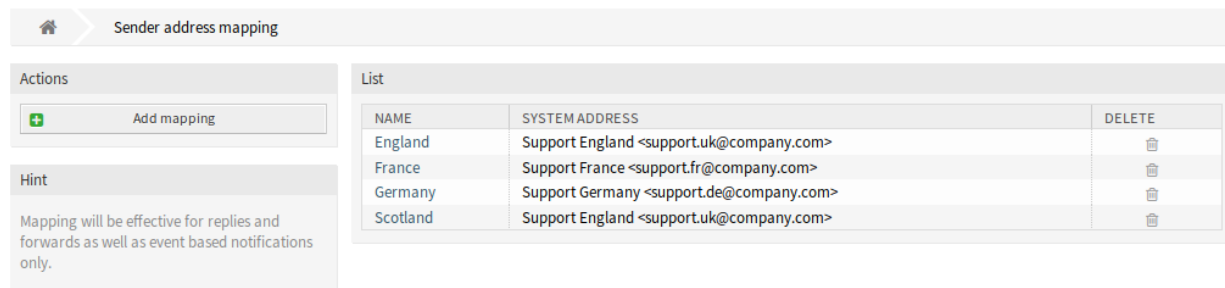 Sender address mapping
Actions
Add mapping
Hint
Mapping will be effective for replies and
forwards as well as event based notifications
only.
List
NAME SYSTEM ADDRESS DELETE
England Support England <support.uk@company.com>
France Support France <support.fr@company.com>
Germany Support Germany <support.de@company.com>
Scotland Support England <support.uk@company.com>